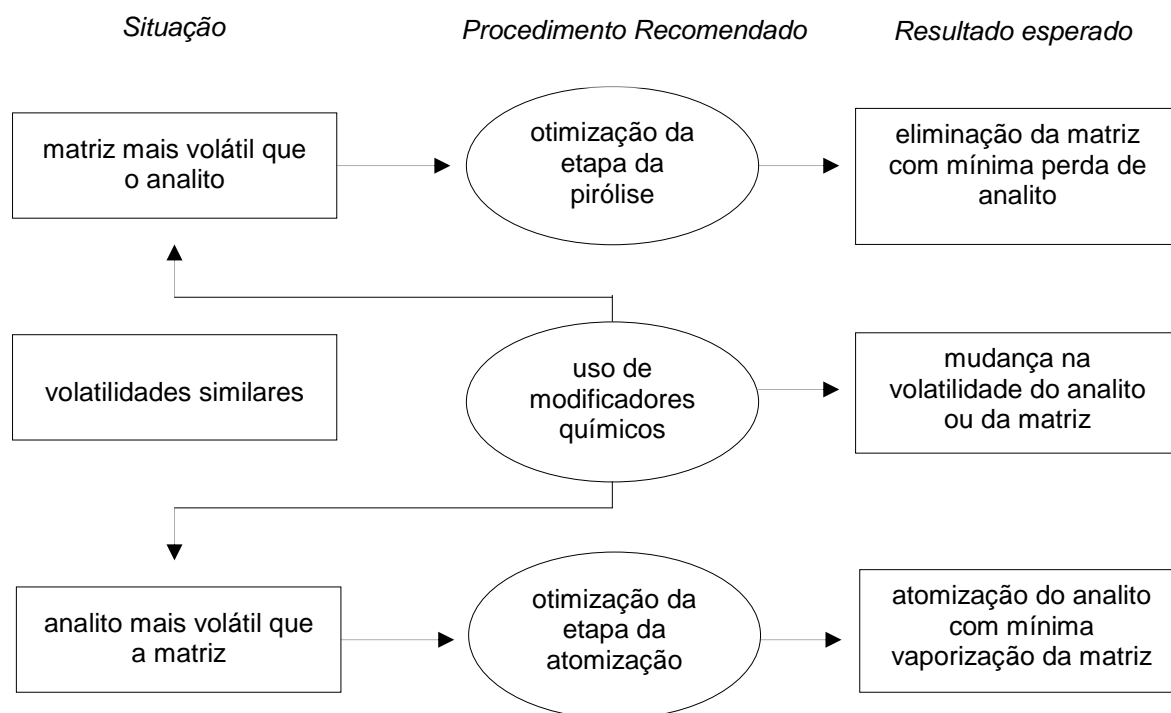 Situação
Procedimento Recomendado
Resultado esperado
matriz mais volátil que
o analito
otimização da
etapa da
pirólise
eliminação da matriz
com mínima perda de
analito
volatilidades similares
uso de
modificadores
químicos
mudança na
volatilidade do analito
ou da matriz
analito mais volátil que
a matriz
otimização da
etapa da
atomização
atomização do analito
com mínima
vaporização da matriz